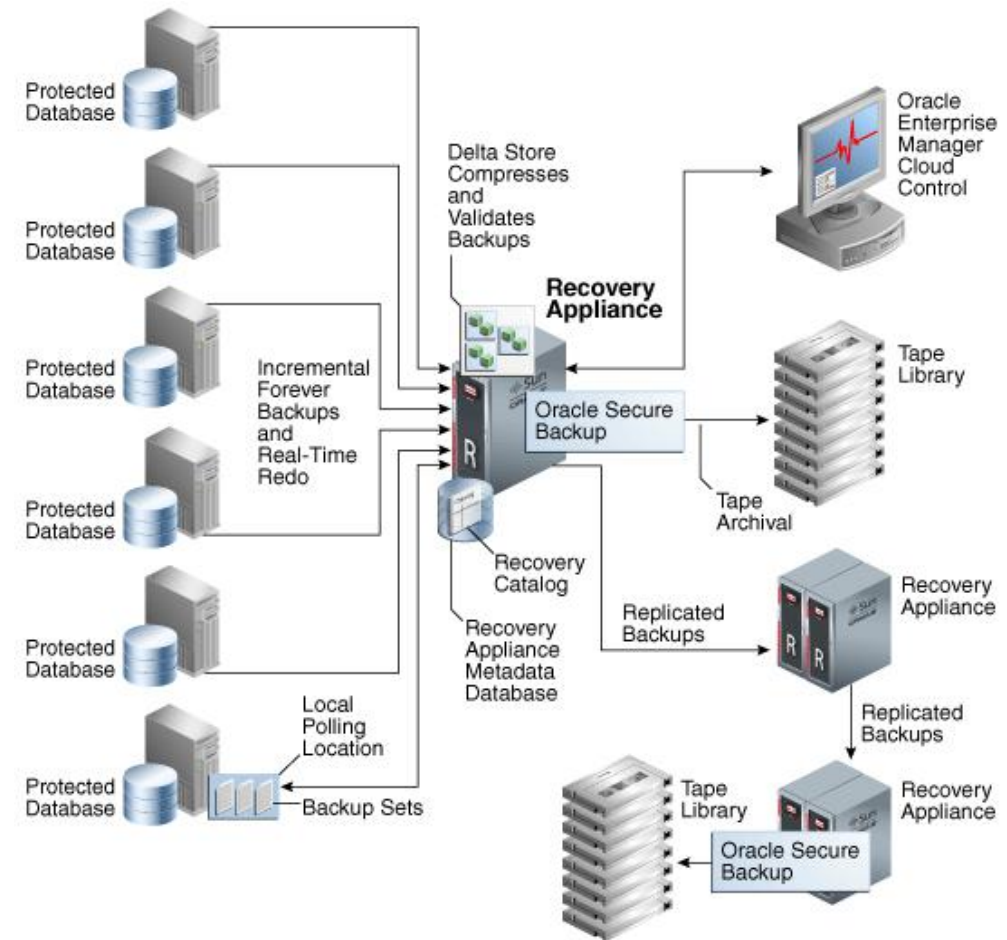 Protected
Database
Protected
Database
Protected
Database
Protected
Database
Protected
Database
Protected
Database
Incremental
Forever
Backups
and
Real-Time
Redo
Local
Polling
Location
Backup Sets
Delta Store
Compresses
and
Validates
Backups
Recovery
Appliance
Sun
R
Oracle Secure
Backup
Recovery
Catalog
Recovery
Appliance
Metadata
Database
Oracle
Enterprise
Manager
Cloud
Control
Tape
Library
Tape
Archival
Replicated
Backups
Recovery
Appliance
Sun
R
R
Replicated
Backups
Recovery
Appliance
Sun
Tape
Library
Oracle Secure
Backup